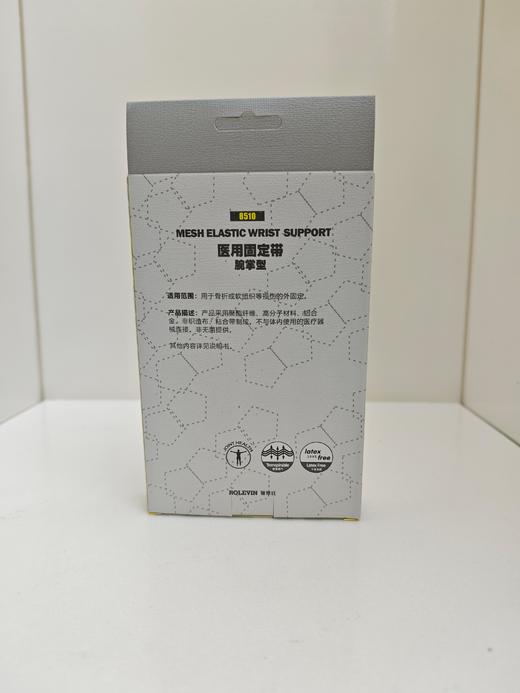 8510
MESH ELASTIC WRIST SUPPORT
医用固定带
腕掌型
适用范围：用于骨折或软组织等损伤的外固定。
产品描述：产品采用聚酯纤维、高分子材料、铝合
金、非织造布、粘合带制成，不与体内使用的医疗器
械连接，非无菌提供。
其他内容详见说明书。
JOINT HEALTH
Transpirable
latex
free
Latex Free
ROLEVIN